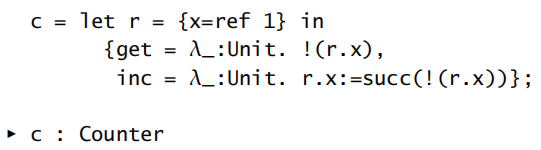 c = let r = {x=ref 1} in
{get = λ_:Unit. !(r.x),
inc = λ_:Unit. r.x:=succ(!(r.x))};
▸ c : Counter